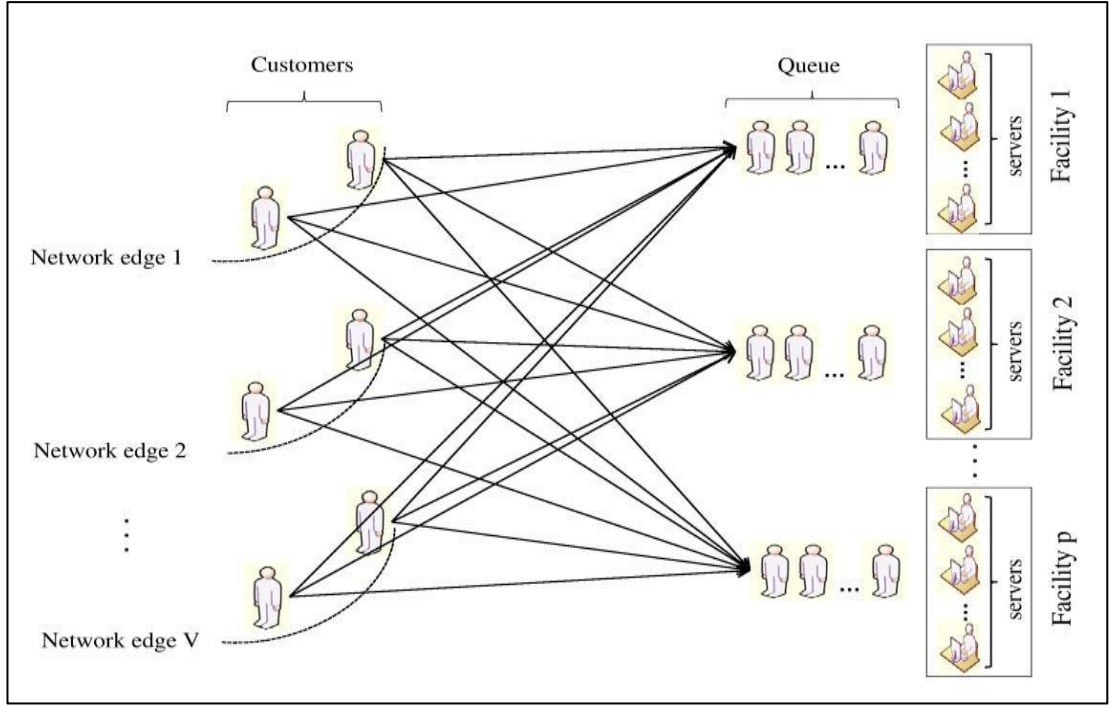 Customers
Queue
Network edge 1
Network edge 2
Network edge V
...
...
...
servers
Facility 1
servers
Facility 2
servers
Facility p